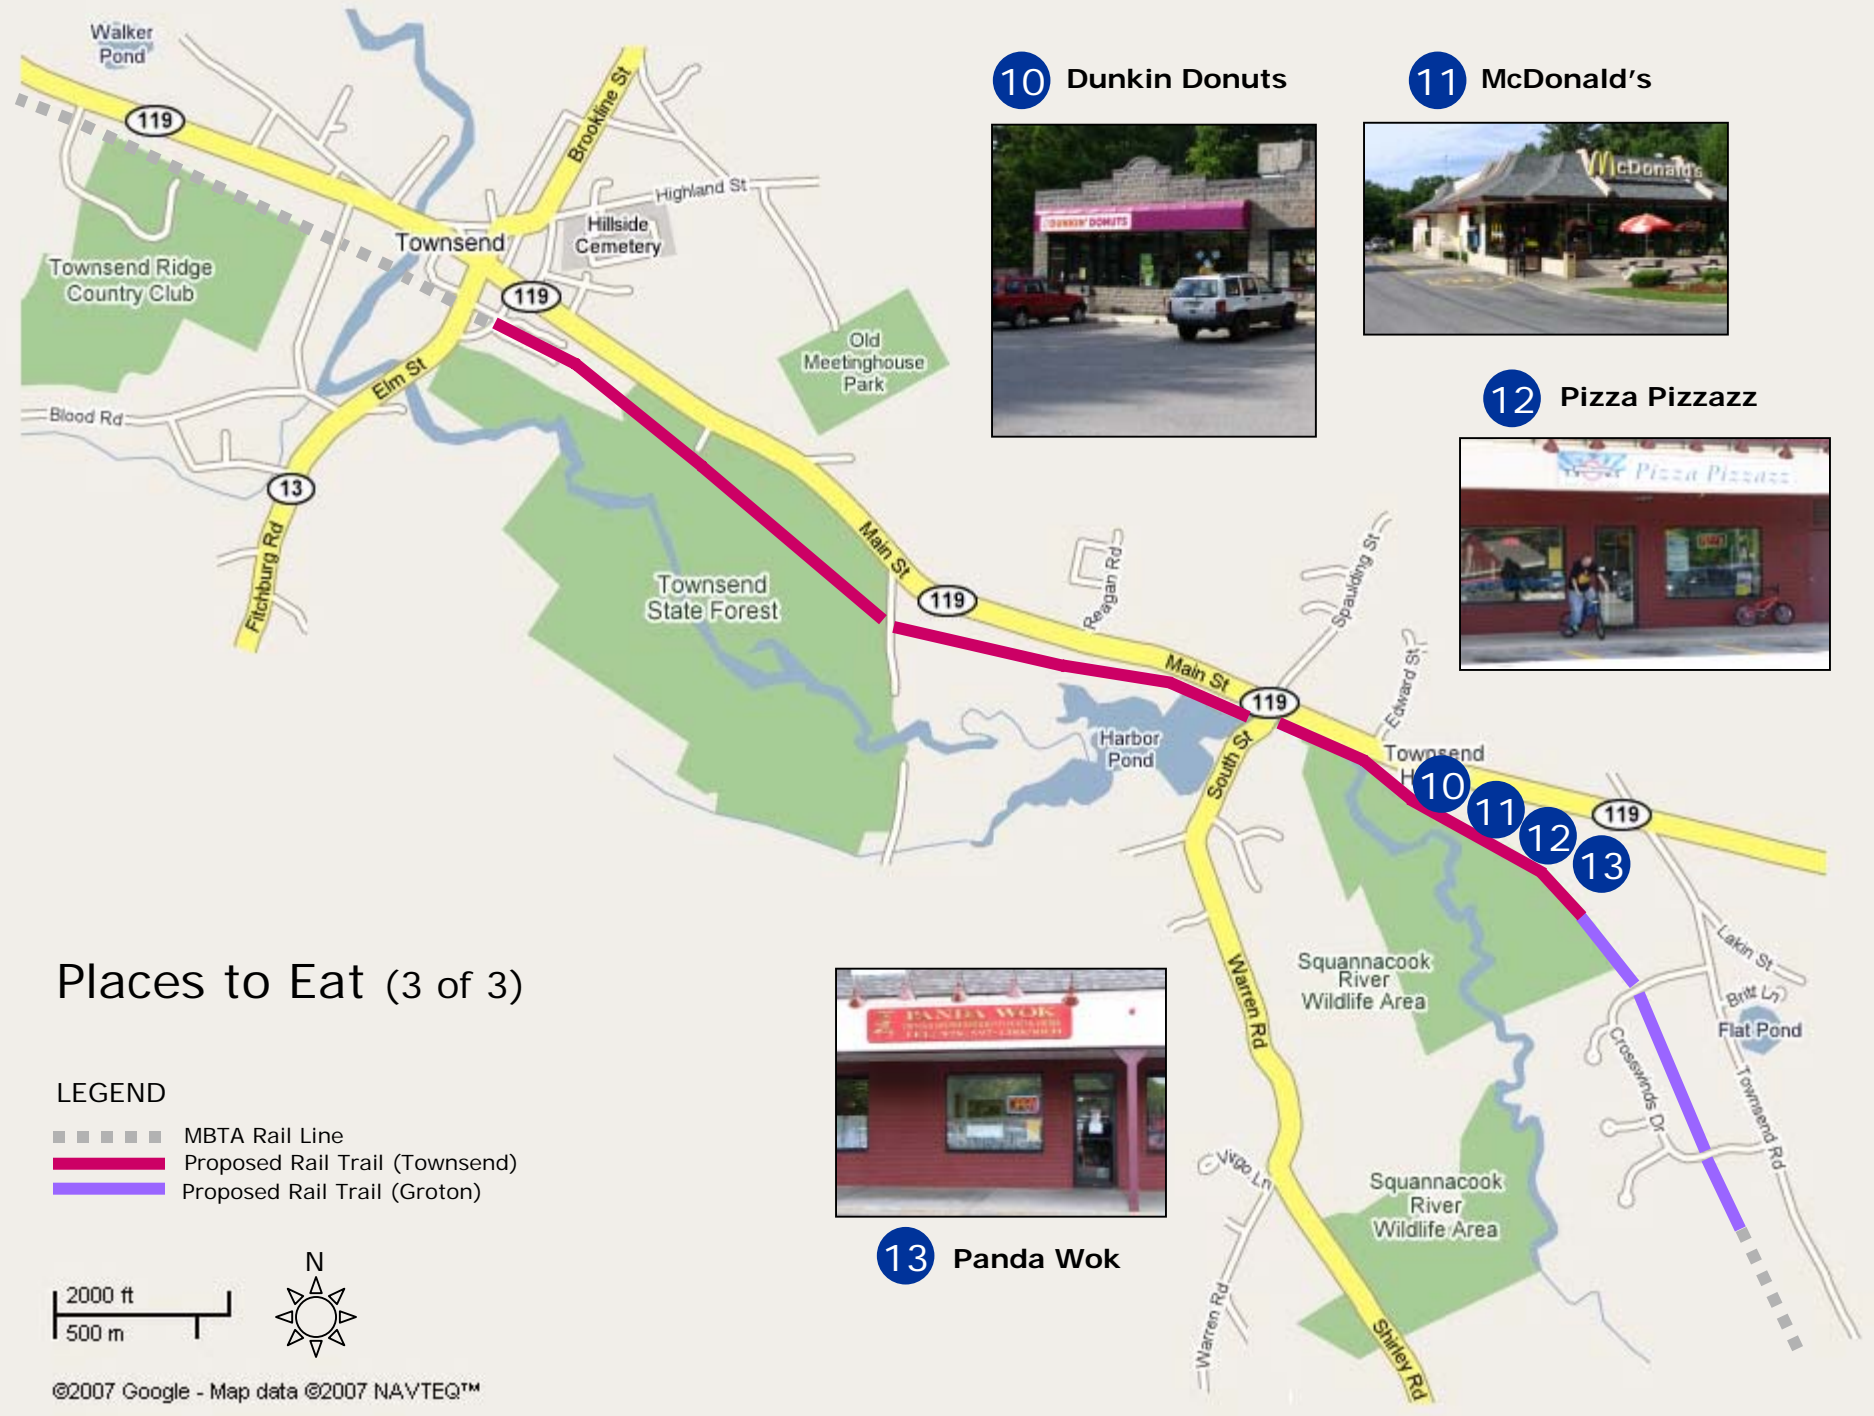 Walker
Pond
119
Brookline St
Highland St
Hillside
Cemetery
Townsend
119
Townsend Ridge
Country Club
Old
Meetinghouse
Park
Elm St
Blood Rd
13
Fitchburg Rd
Main St
Townsend
State Forest
119
Reagan Rd
Spaulding St
Main St
119
Edward St
Harbor
Pond
South St
Townsend
H
10
11
12
13
119
Warren Rd
Squannacook
River
Wildlife Area
Lakin St
Britt Ln
Flat Pond
Crosswinds Dr
Townsend Rd
Virgo Ln
Squannacook
River
Wildlife Area
Warren Rd
Shirley Rd
10 Dunkin Donuts
DUNKIN' DONUTS
11 McDonald's
McDonald's
12 Pizza Pizzazz
Pizza Pizzazz
PANDA WOK
13 Panda Wok
Places to Eat (3 of 3)
LEGEND
MBTA Rail Line
Proposed Rail Trail (Townsend)
Proposed Rail Trail (Groton)
2000 ft
500 m
N
©2007 Google - Map data ©2007 NAVTEQ™